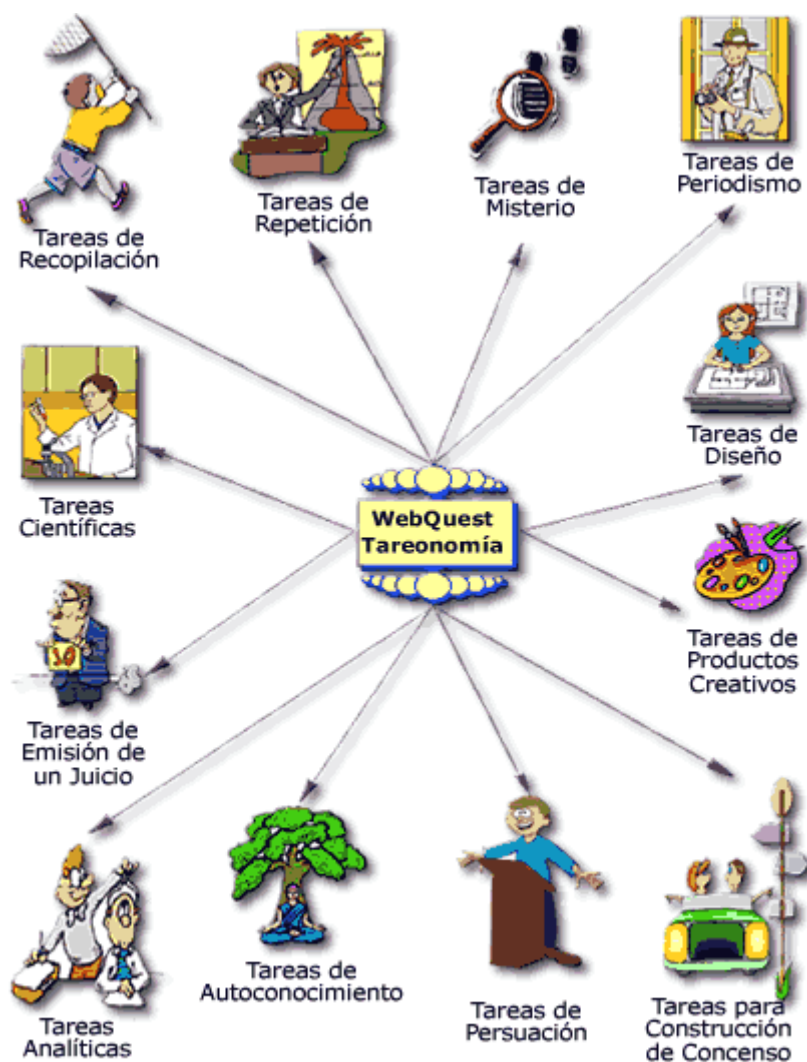 Tareas de
Recopilación
Tareas de
Repetición
Tareas de
Misterio
Tareas de
Periodismo
Tareas
Científicas
WebQuest
Tareonomía
Tareas de
Diseño
Tareas de
Productos
Creativos
Tareas de
Emisión de
un Juicio
10
Tareas
Analíticas
Tareas de
Autoconocimiento
Tareas de
Persuación
Tareas para
Construcción
de Concenso